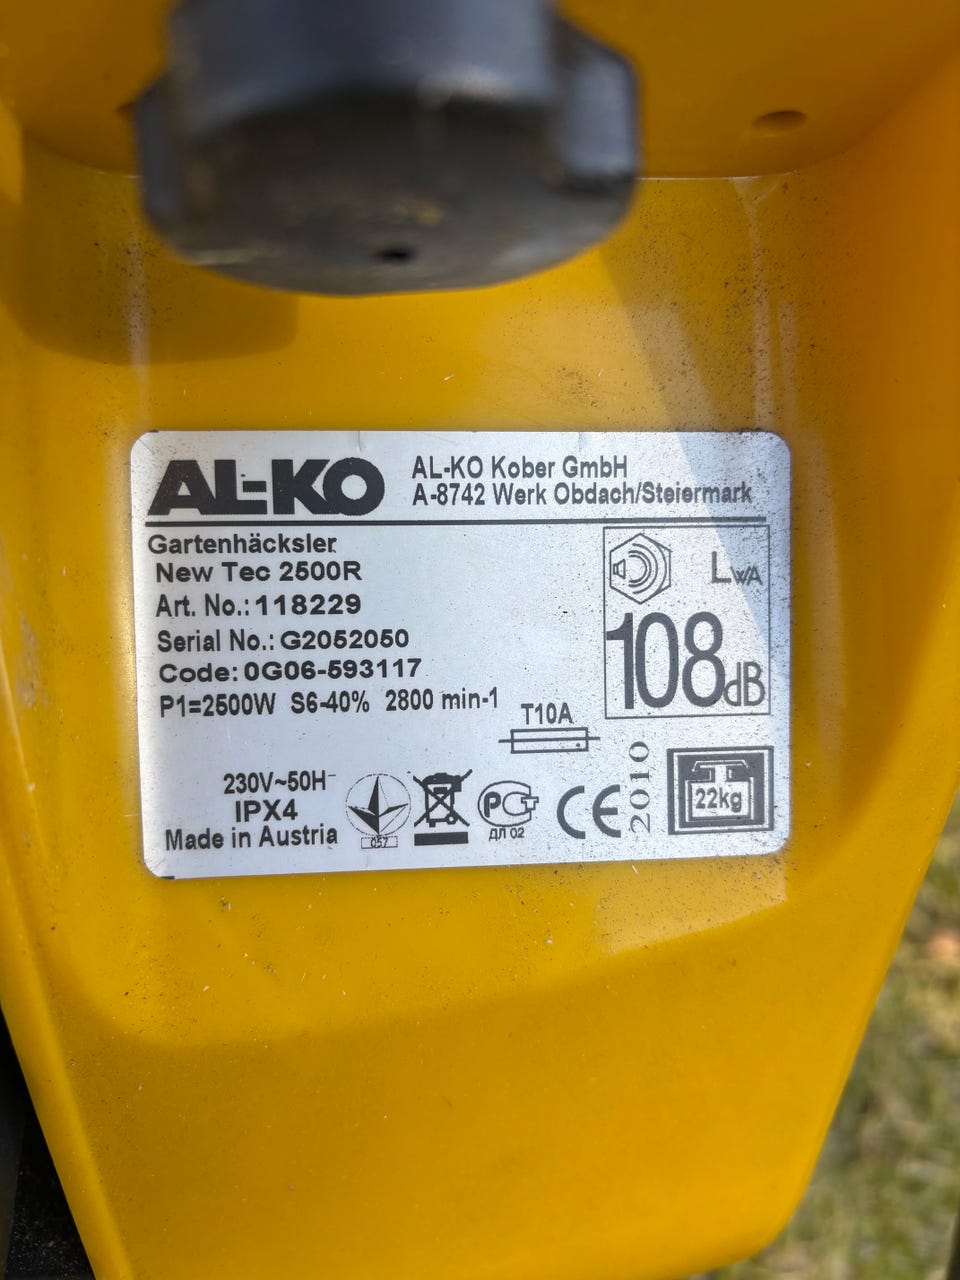 AL-KO
AL-KO Kober GmbH
A-8742 Werk Obdach/Steiermark
Gartenhäcksler
New Tec 2500R
Art. No.: 118229
Serial No.: G2052050
Code: 0G06-593117
P1=2500W S6-40% 2800 min-1
LWA
108dB
T10A
230V~50H
IPX4
Made in Austria
057
РСТ
ДЛ 02
CE
2010
22kg